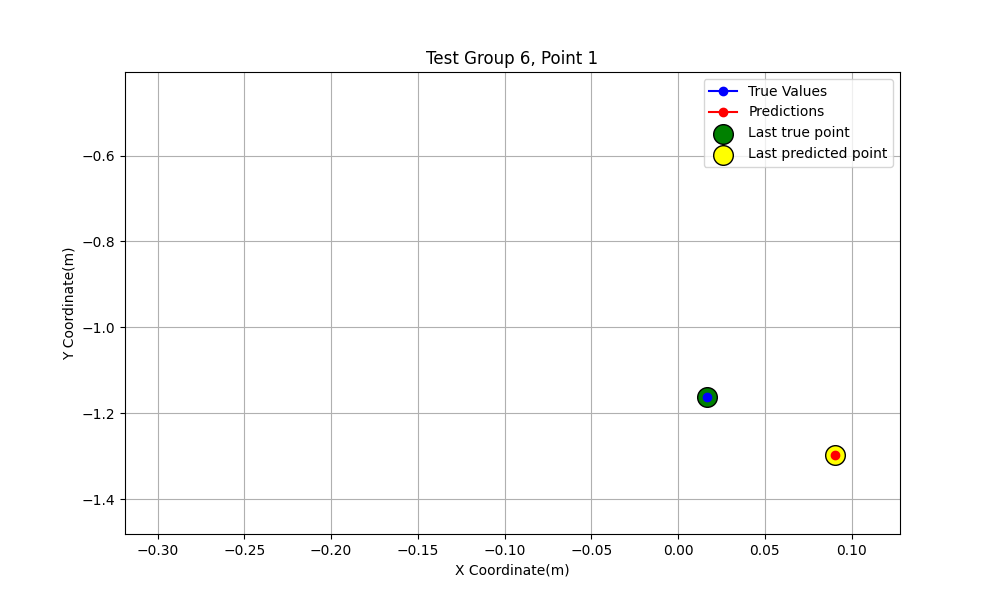 Test Group 6, Point 1
True Values
Predictions
Last true point
Last predicted point
Y Coordinate(m)
−0.6
−0.8
−1.0
−1.2
−1.4
−0.30
−0.25
−0.20
−0.15
−0.10
−0.05
0.00
0.05
0.10
X Coordinate(m)